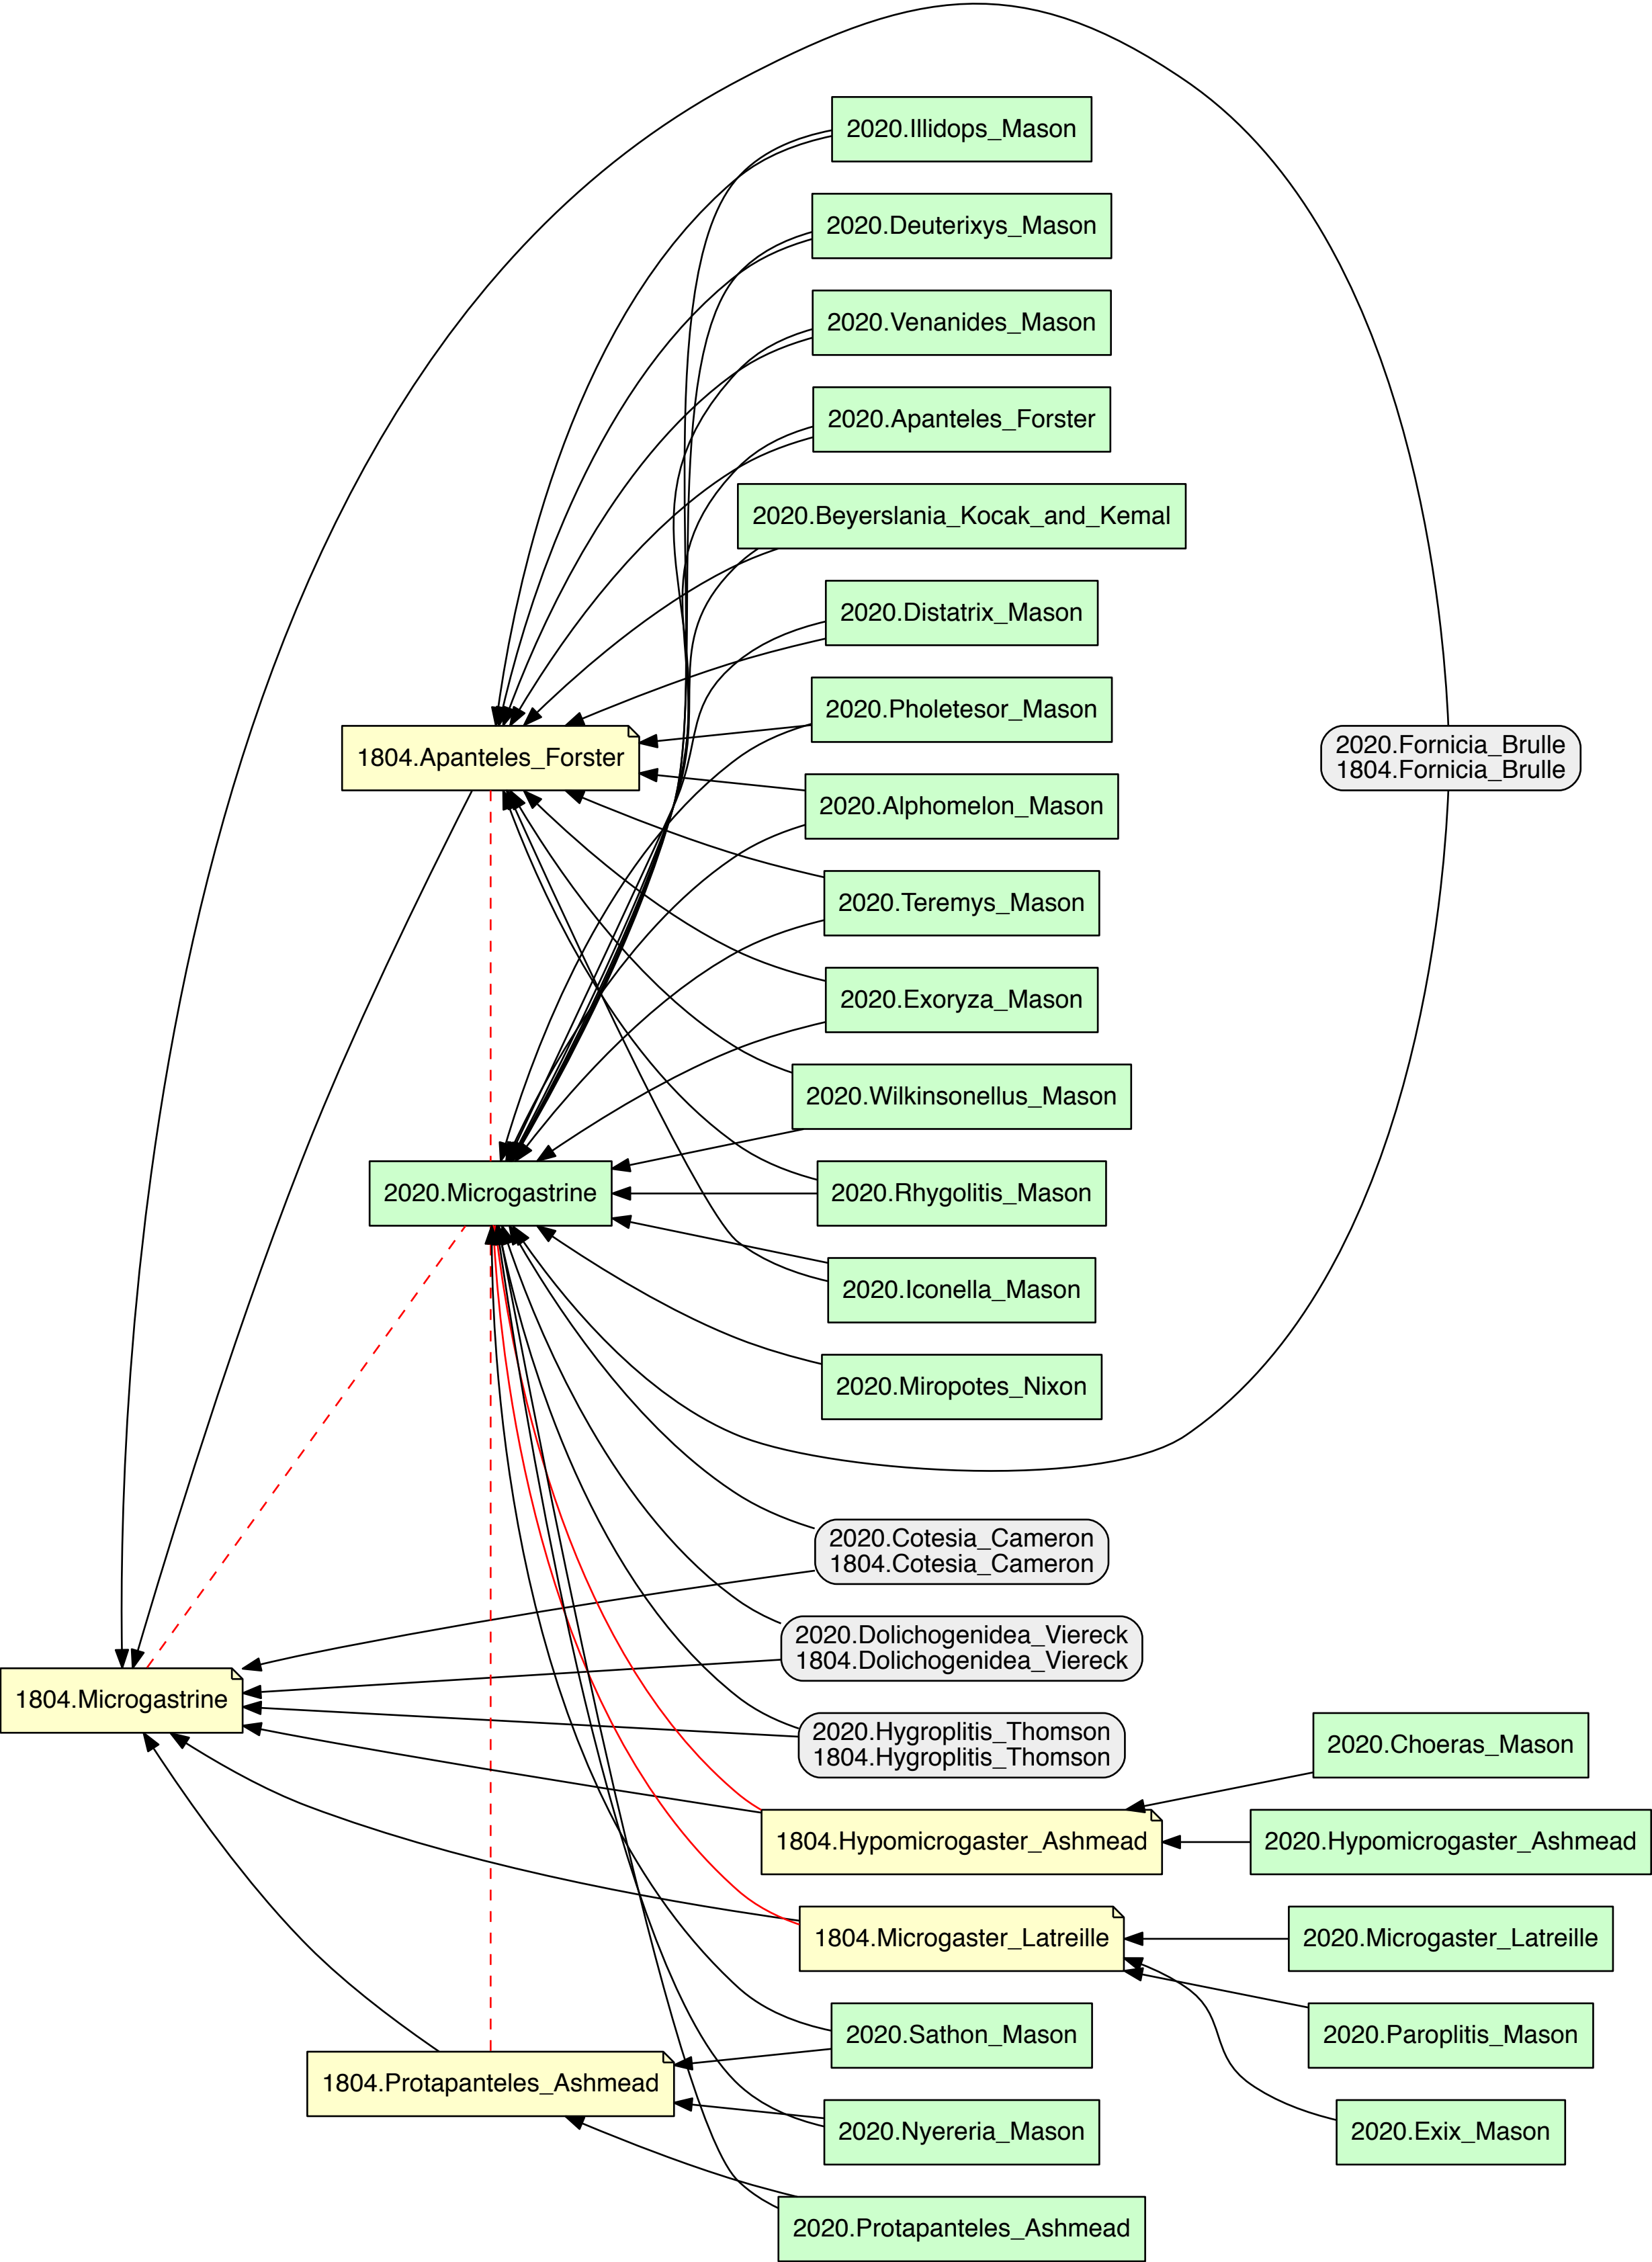 2020.Illidops_Mason
2020.Deuterixys_Mason
2020.Venanides_Mason
2020.Apanteles_Forster
2020.Beyerslania_Kocak_and_Kemal
2020.Distatrix_Mason
2020.Pholetesor_Mason
2020.Fornicia_Brulle
1804.Fornicia_Brulle
1804.Apanteles_Forster
2020.Alphomelon_Mason
2020.Teremys_Mason
2020.Exoryza_Mason
2020.Wilkinsonellus_Mason
2020.Microgastrine
2020.Rhygolitis_Mason
2020.Iconella_Mason
2020.Miropotes_Nixon
2020.Cotesia_Cameron
1804.Cotesia_Cameron
2020.Dolichogenidea_Viereck
1804.Dolichogenidea_Viereck
1804.Microgastrine
2020.Hygroplitis_Thomson
1804.Hygroplitis_Thomson
2020.Choeras_Mason
1804.Hypomicrogaster_Ashmead
2020.Hypomicrogaster_Ashmead
1804.Microgaster_Latreille
2020.Microgaster_Latreille
2020.Sathon_Mason
2020.Paroplitis_Mason
1804.Protapanteles_Ashmead
2020.Nyereria_Mason
2020.Exix_Mason
2020.Protapanteles_Ashmead